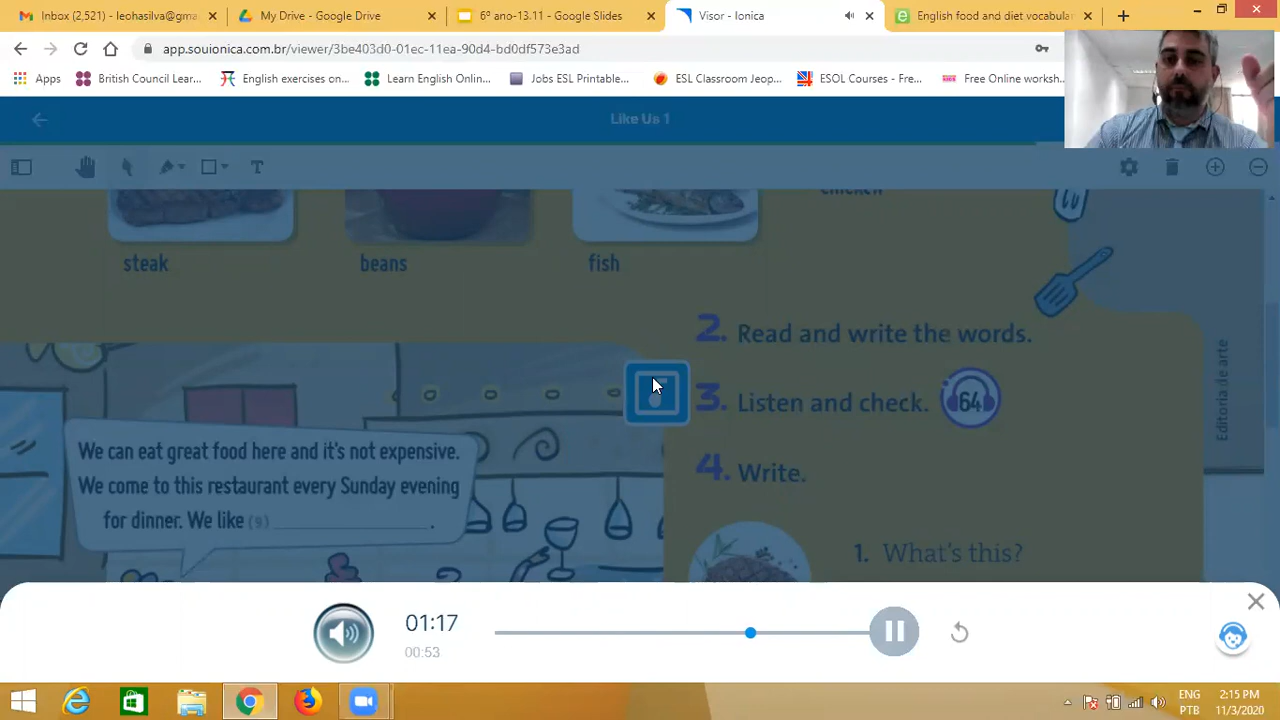 Inbox (2,521) - leohasilva@gma
My Drive - Google Drive
6º ano-13.11 - Google Slides
Visor - Ionica
English food and diet vocabular
app.souionica.com.br/viewer/3be403d0-01ec-11ea-90d4-bd0df573e3ad
Apps
British Council Lear...
English exercises on...
Learn English Onlin...
Jobs ESL Printable...
ESL Classroom Jeop...
ESOL Courses - Fre...
Free Online worksh...
Like Us 1
T
chicken
steak
beans
fish
2. Read and write the words.
3. Listen and check. 64
4. Write.
Editoria de arte
We can eat great food here and it's not expensive.
We come to this restaurant every Sunday evening
for dinner. We like (9) ____________ .
1. What's this?
01:17
00:53
ENG
PTB
2:15 PM
11/3/2020